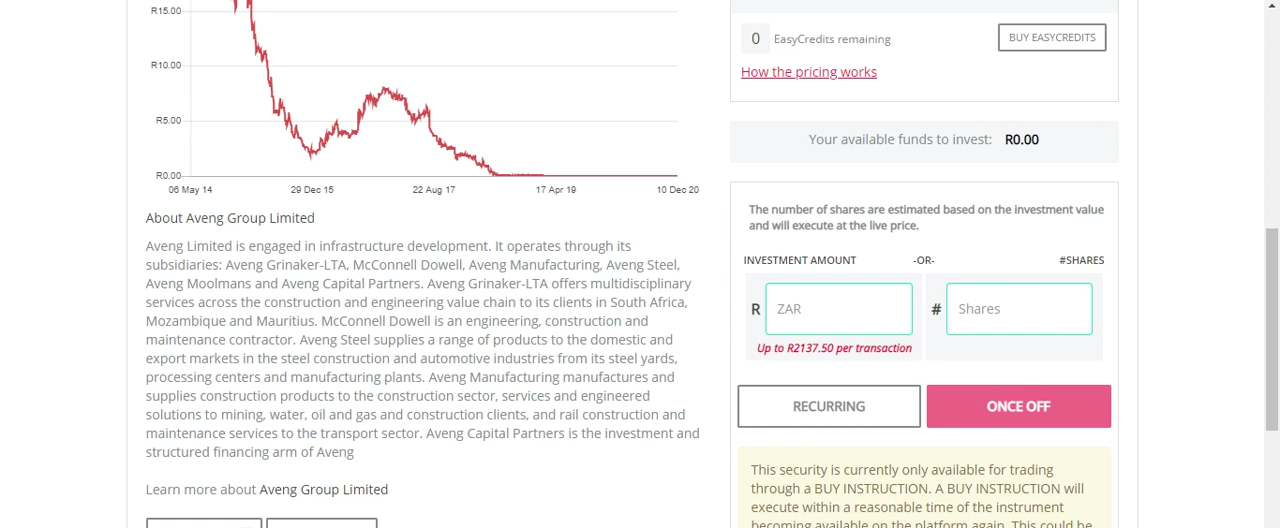 R15.00
R10.00
R5.00
R0.00
06 May 14 29 Dec 15 22 Aug 17 17 Apr 19 10 Dec 20
About Aveng Group Limited
Aveng Limited is engaged in infrastructure development. It operates through its
subsidiaries: Aveng Grinaker-LTA, McConnell Dowell, Aveng Manufacturing, Aveng Steel,
Aveng Moolmans and Aveng Capital Partners. Aveng Grinaker-LTA offers multidisciplinary
services across the construction and engineering value chain to its clients in South Africa,
Mozambique and Mauritius. McConnell Dowell is an engineering, construction and
maintenance contractor. Aveng Steel supplies a range of products to the domestic and
export markets in the steel construction and automotive industries from its steel yards,
processing centers and manufacturing plants. Aveng Manufacturing manufactures and
supplies construction products to the construction sector, services and engineered
solutions to mining, water, oil and gas and construction clients, and rail construction and
maintenance services to the transport sector. Aveng Capital Partners is the investment and
structured financing arm of Aveng
Learn more about Aveng Group Limited
0 EasyCredits remaining BUY EASYCREDITS
How the pricing works
Your available funds to invest: R0.00
The number of shares are estimated based on the investment value
and will execute at the live price.
INVESTMENT AMOUNT -OR- #SHARES
R ZAR # Shares
Up to R2137.50 per transaction
RECURRING ONCE OFF
This security is currently only available for trading
through a BUY INSTRUCTION. A BUY INSTRUCTION will
execute within a reasonable time of the instrument
becoming available on the platform again. This could be